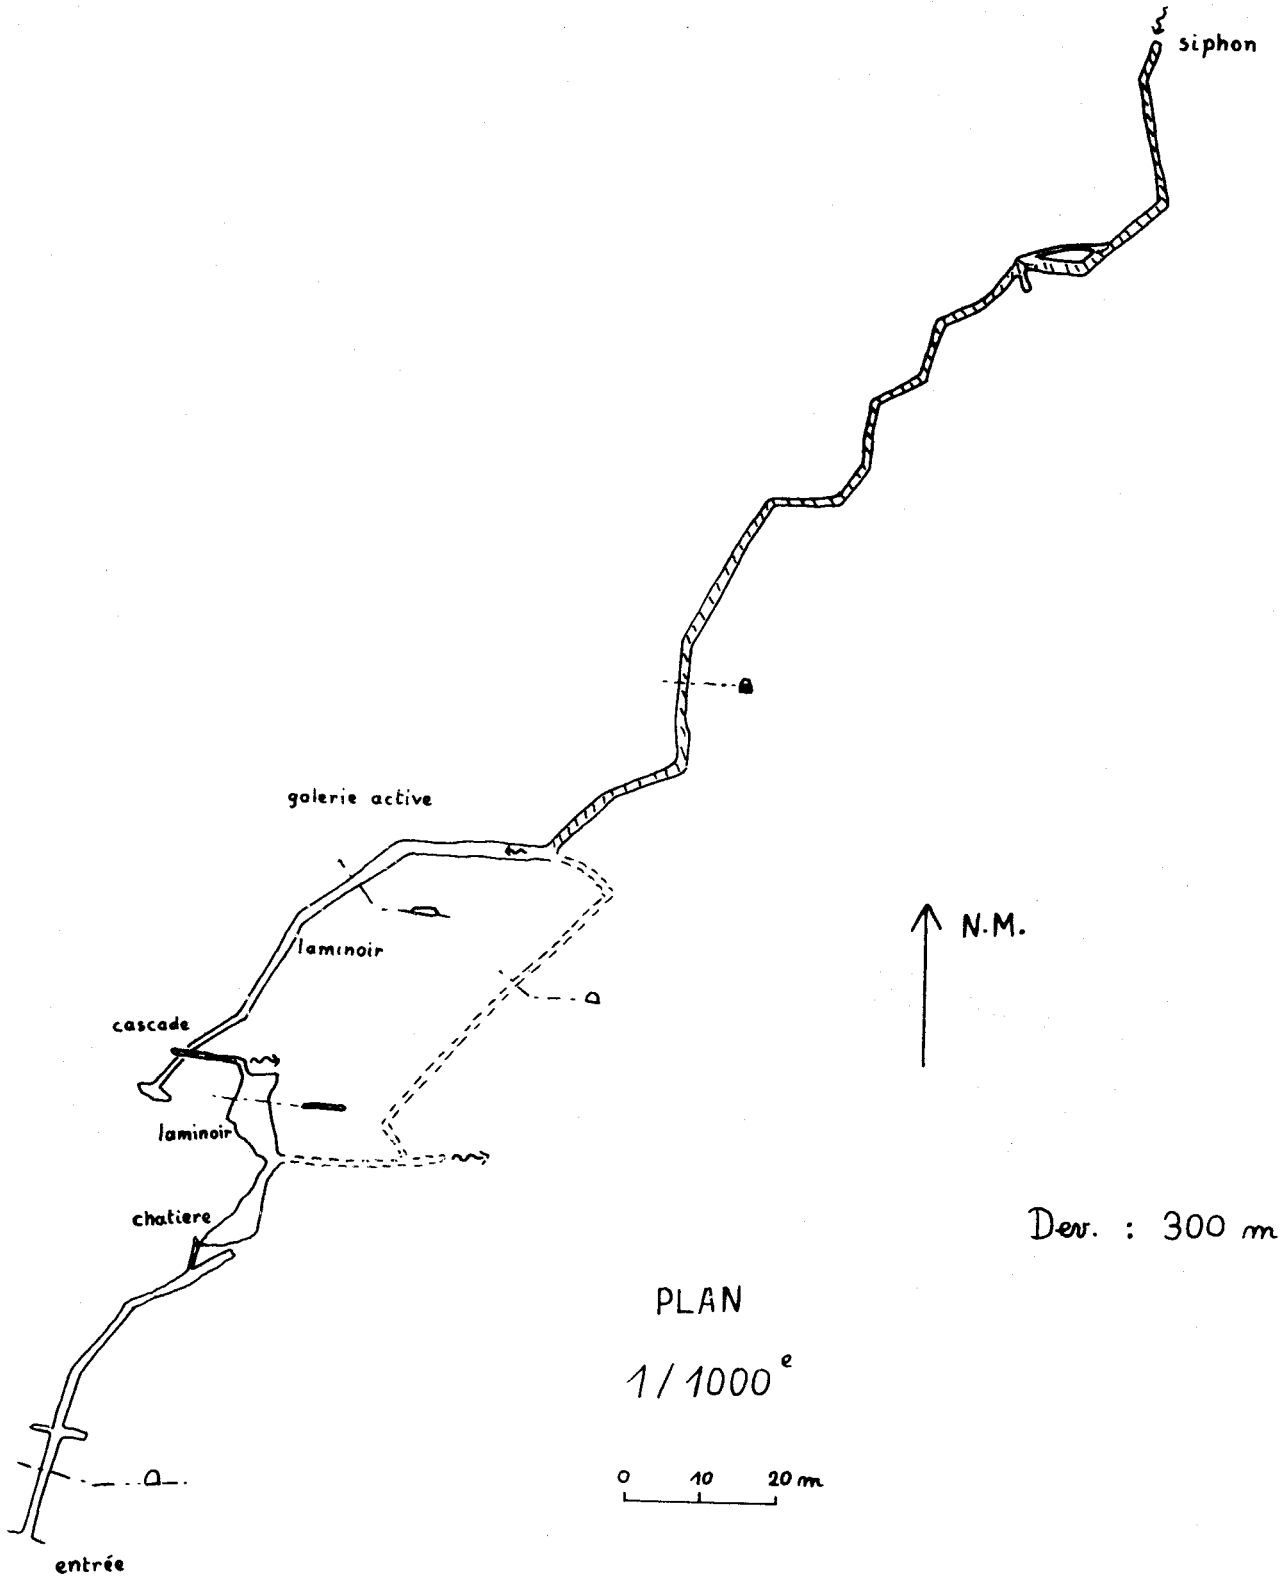 siphon
galerie active
laminoir
N.M.
cascade
laminoir
chatiere
Dev. : 300 m
PLAN
1/1000e
0 10 20 m
entrée